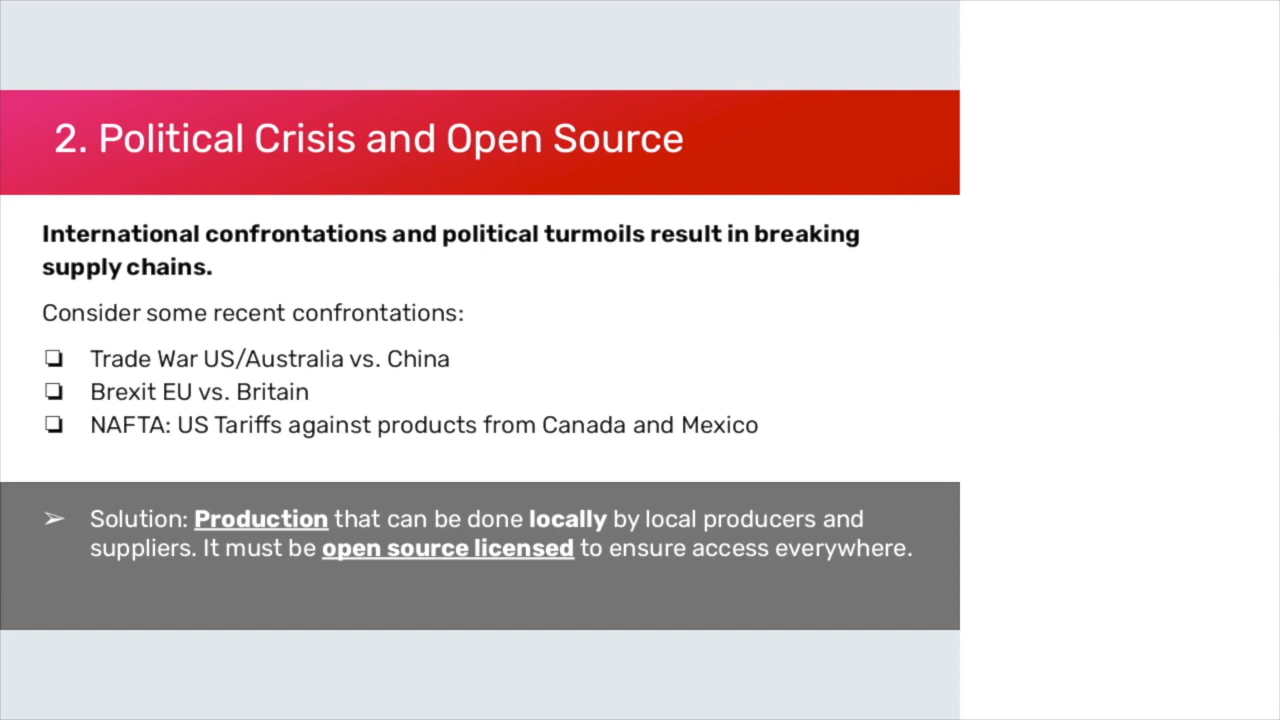 2. Political Crisis and Open Source
International confrontations and political turmoils result in breaking
supply chains.
Consider some recent confrontations:
❏ Trade War US/Australia vs. China
❏ Brexit EU vs. Britain
❏ NAFTA: US Tariffs against products from Canada and Mexico
➢ Solution: Production that can be done locally by local producers and
suppliers. It must be open source licensed to ensure access everywhere.